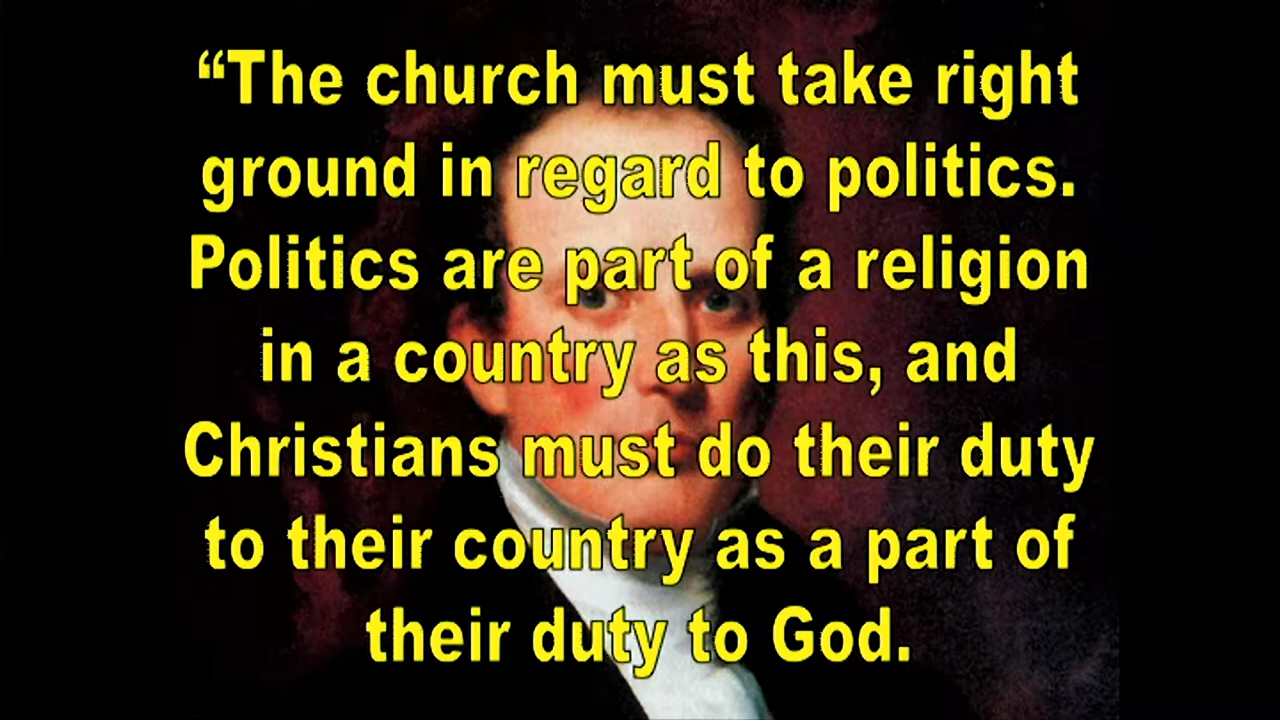 “The church must take right
ground in regard to politics.
Politics are part of a religion
in a country as this, and
Christians must do their duty
to their country as a part of
their duty to God.